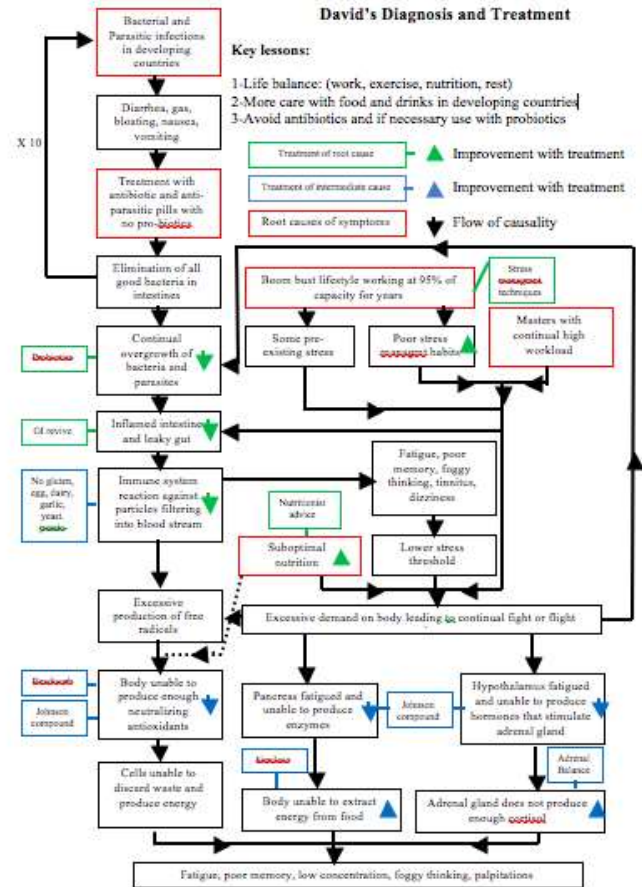 David's Diagnosis and Treatment
Bacterial and
Parasitic infections
in developing
countries
Key lessons:
1-Life balance: (work, exercise, nutrition, rest)
2-More care with food and drinks in developing countries
3-Avoid antibiotics and if necessary use with probiotics
Diarrhea, gas,
bloating, nausea,
vomiting
X 10
Treatment of root cause
Improvement with treatment
Treatment of intermediate cause
Improvement with treatment
Root causes of symptoms
Flow of causality
Treatment with
antibiotic and anti-
parasitic pills with
no pro-biotics
Elimination of all
good bacteria in
intestines
Boom bust lifestyle working at 95% of
capacity for years
Stress
techniques
Continual
overgrowth of
bacteria and
parasites
Some pre-
existing stress
Poor stress
habits
Masters with
continual high
workload
GI revive
Inflamed intestines
and leaky gut
Fatigue, poor
memory, foggy
thinking, tinnitus,
dizziness
No gluten,
egg, dairy,
garlic,
yeast,
Immune system
reaction against
particles filtering
into blood stream
Nutritionist
advice
Suboptimal
nutrition
Lower stress
threshold
Excessive
production of free
radicals
Excessive demand on body leading to continual fight or flight
Johnson
compound
Body unable to
produce enough
neutralizing
antioxidants
Pancreas fatigued and
unable to produce
enzymes
Johnson
compound
Hypothalamus fatigued
and unable to produce
hormones that stimulate
adrenal gland
Adrenal
Balance
Cells unable to
discard waste and
produce energy
Body unable to extract
energy from food
Adrenal gland does not produce
enough cortisol
Fatigue, poor memory, low concentration, foggy thinking, palpitations